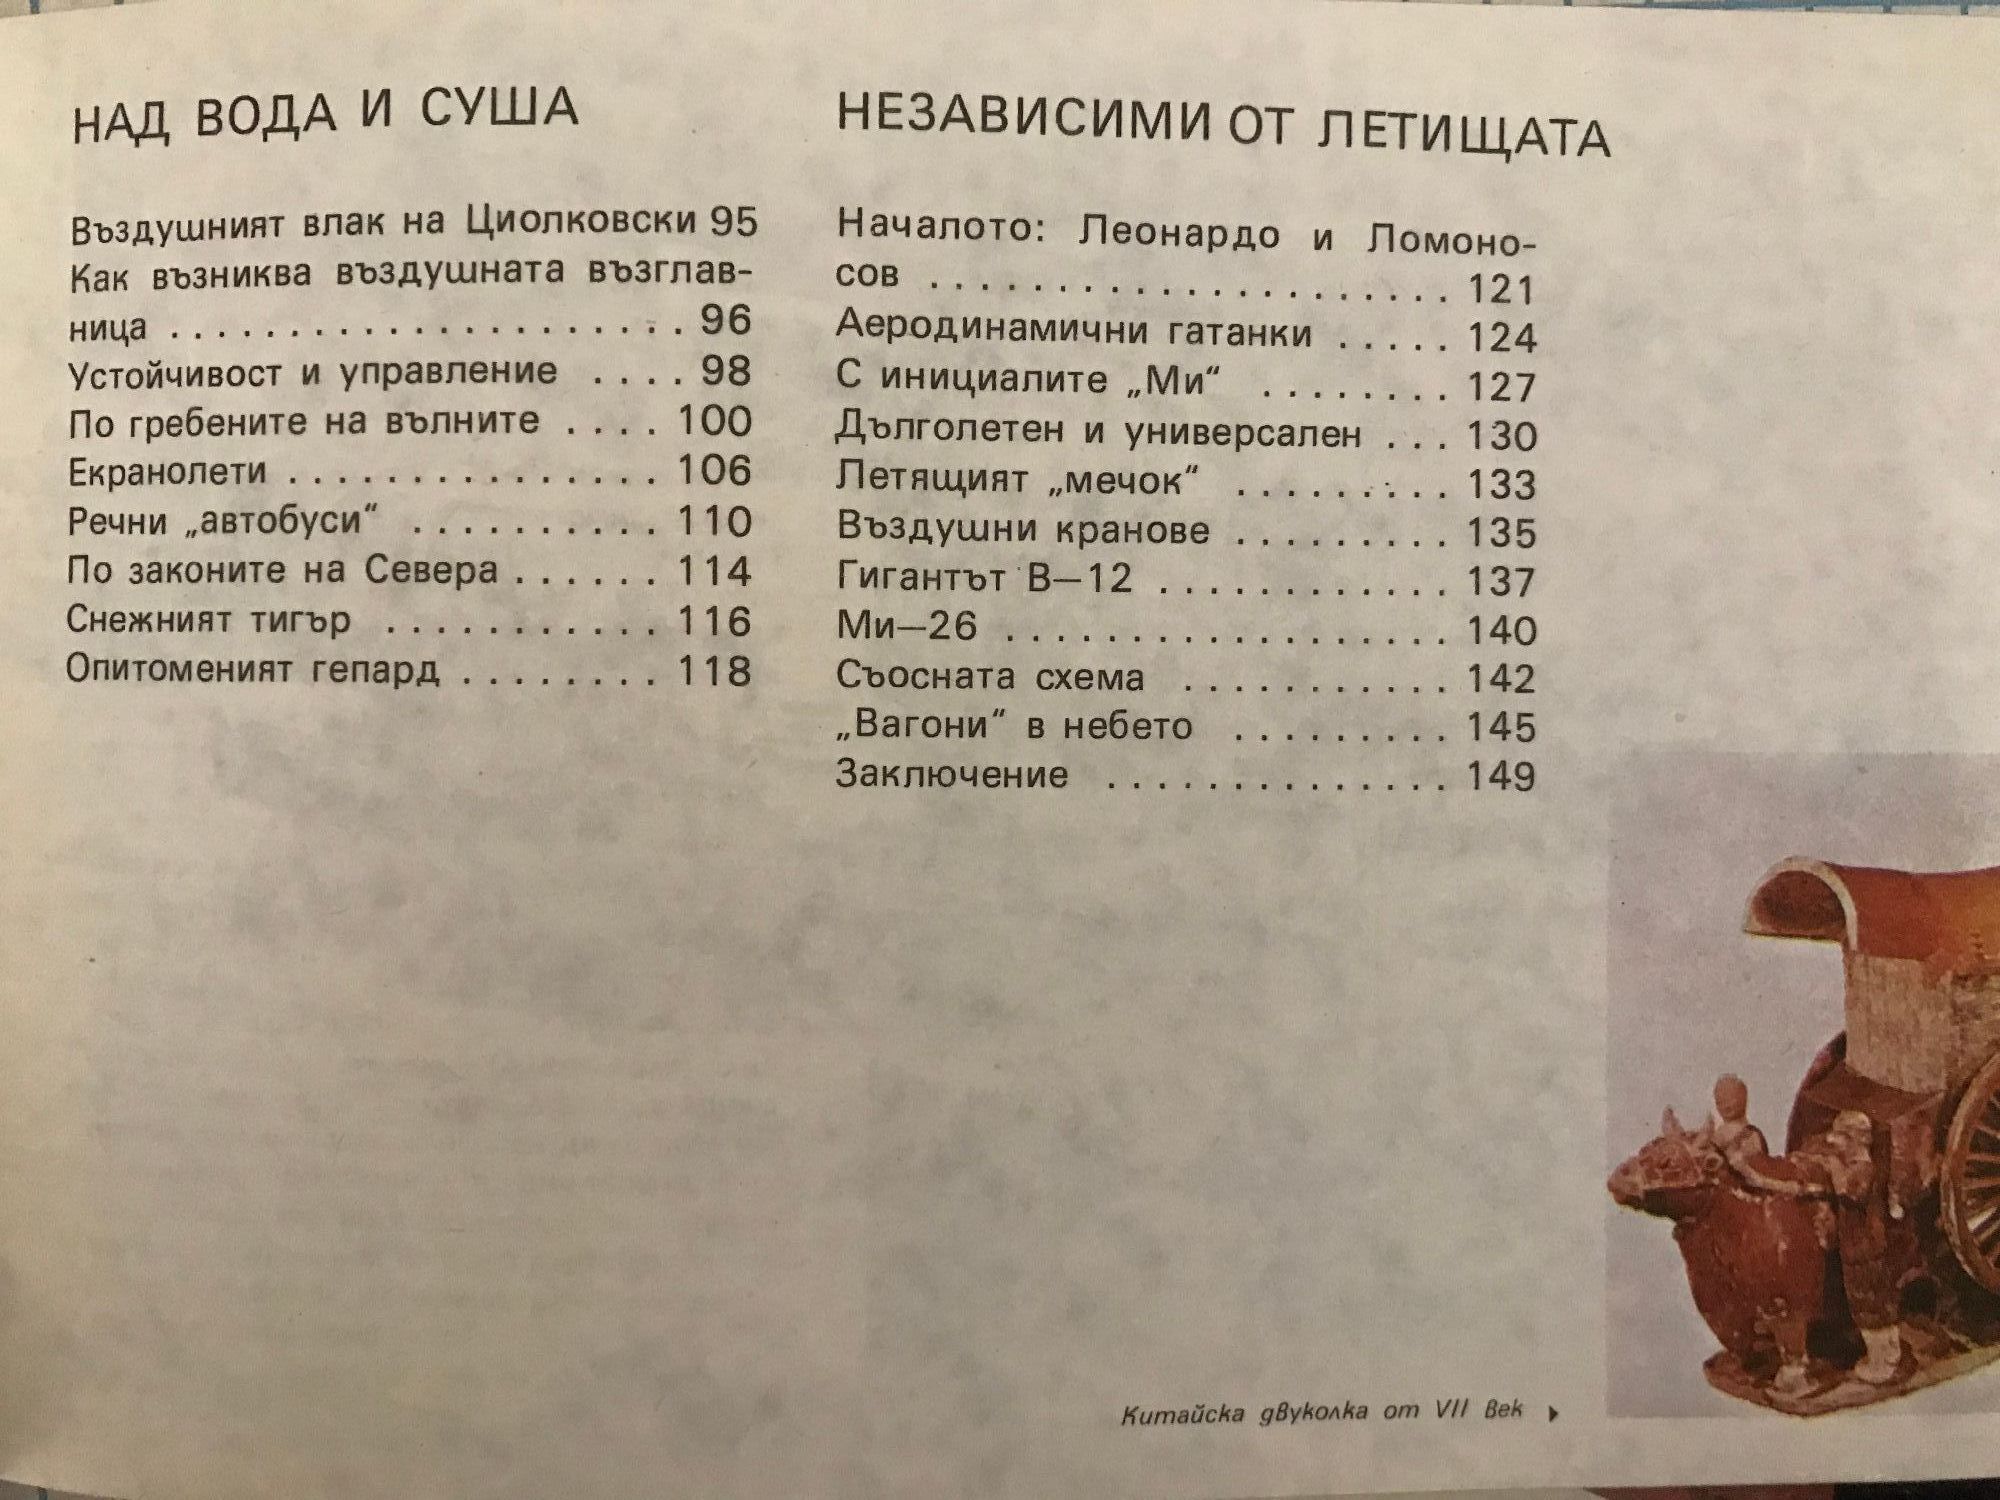 НАД ВОДА И СУША
Въздушният влак на Циолковски 95
Как възниква въздушната възглав-
ница . . . . . . . . . . . . . . . . . . . . . . 96
Устойчивост и управление . . . . 98
По гребените на вълните . . . . 100
Екранолети . . . . . . . . . . . . . . . 106
Речни „автобуси“ . . . . . . . . . . 110
По законите на Севера . . . . . . 114
Снежният тигър . . . . . . . . . . . 116
Опитоменият гепард . . . . . . . . 118
НЕЗАВИСИМИ ОТ ЛЕТИЩАТА
Началото: Леонардо и Ломоно-
сов . . . . . . . . . . . . . . . . . . . . . 121
Аеродинамични гатанки . . . . . 124
С инициалите „Ми“ . . . . . . . . 127
Дълголетен и универсален . . . 130
Летящият „мечок“ . . . . . . . . . 133
Въздушни кранове . . . . . . . . . 135
Гигантът В—12 . . . . . . . . . . . . 137
Ми—26 . . . . . . . . . . . . . . . . . . 140
Съосната схема . . . . . . . . . . . 142
„Вагони“ в небето . . . . . . . . . 145
Заключение . . . . . . . . . . . . . . 149
Китайска двуколка от VII век